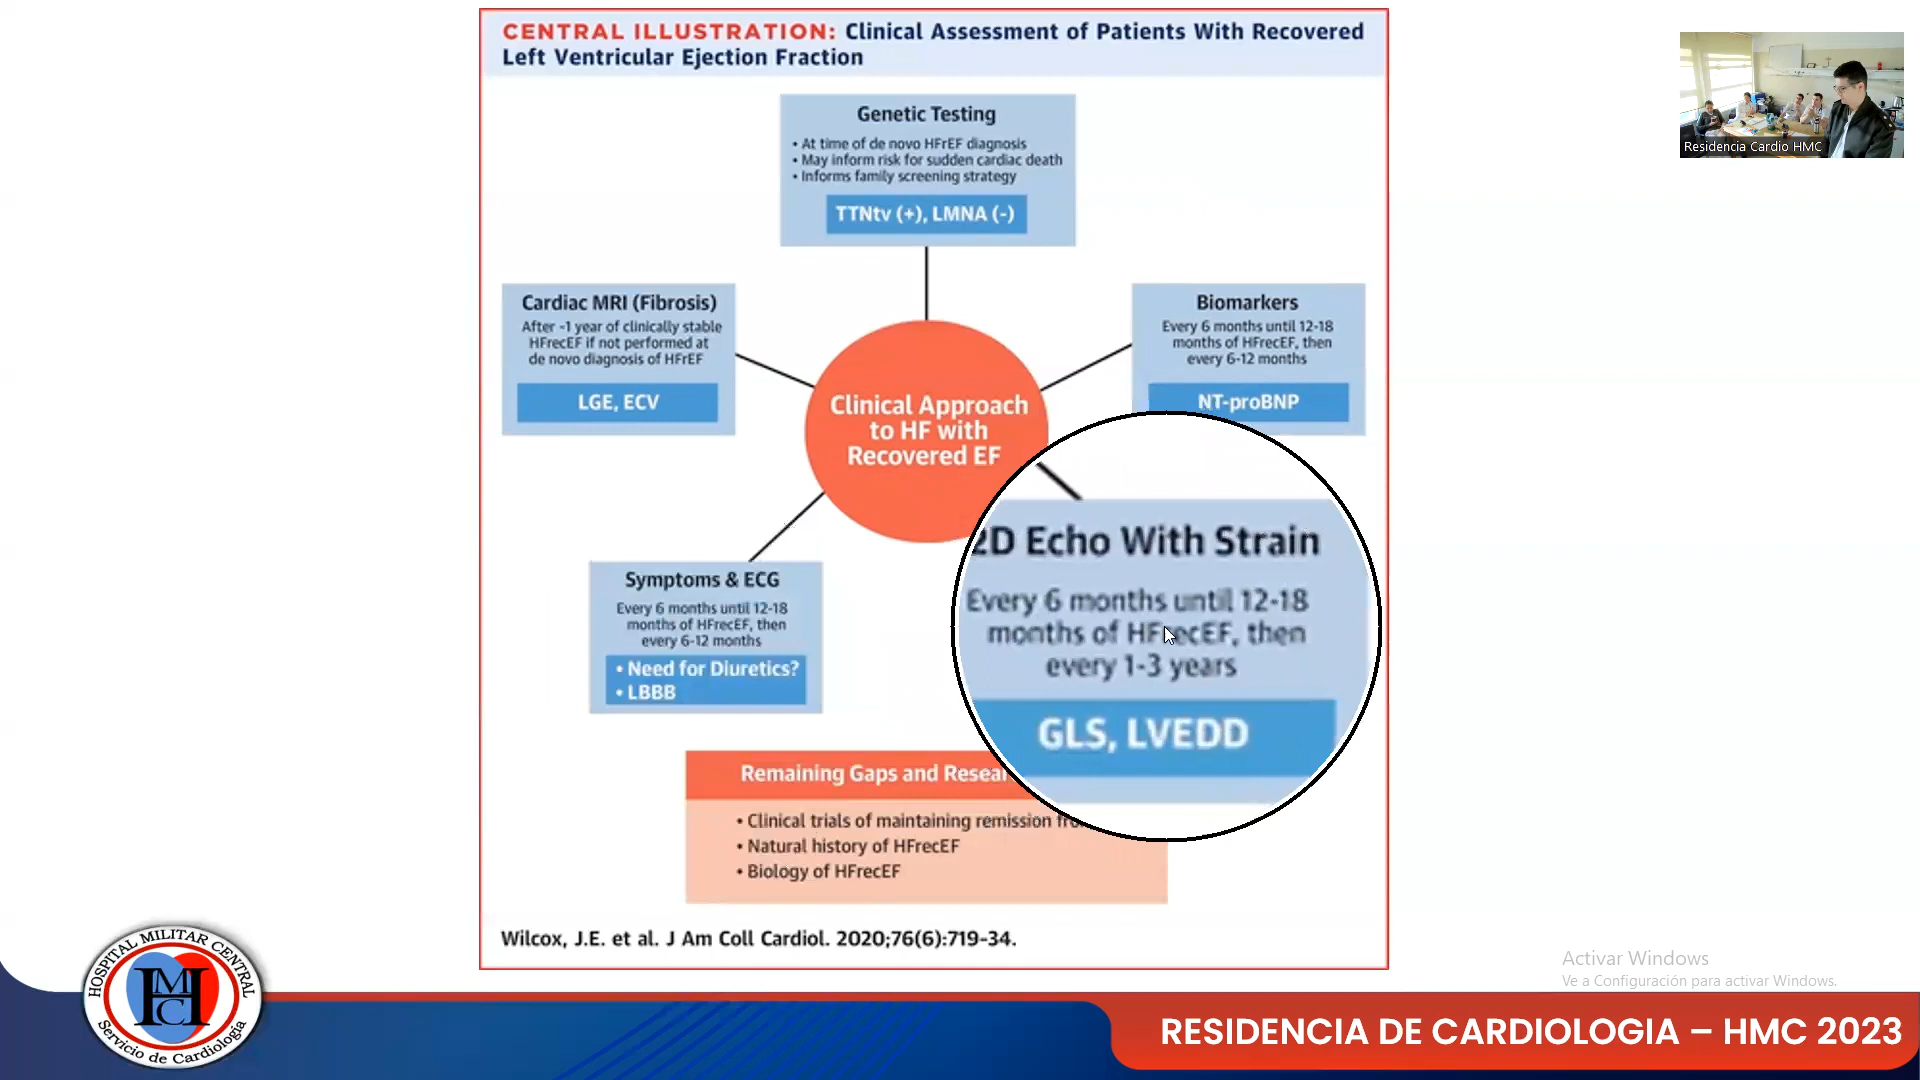 CENTRAL ILLUSTRATION: Clinical Assessment of Patients With Recovered
Left Ventricular Ejection Fraction
Genetic Testing
• At time of de novo HFrEF diagnosis
• May inform risk for sudden cardiac death
• Informs family screening strategy
TTNtv (+), LMNA (-)
Cardiac MRI (Fibrosis)
After ~1 year of clinically stable
HFrecEF if not performed at
de novo diagnosis of HFrEF
LGE, ECV
Biomarkers
Every 6 months until 12-18
months of HFrecEF, then
every 6-12 months
NT-proBNP
Clinical Approach
to HF with
Recovered EF
Symptoms & ECG
Every 6 months until 12-18
months of HFrecEF, then
every 6-12 months
• Need for Diuretics?
• LBBB
2D Echo With Strain
Every 6 months until 12-18
months of HFrecEF, then
every 1-3 years
GLS, LVEDD
Remaining Gaps and
• Clinical trials of maintaining remission
• Natural history of HFrecEF
• Biology of HFrecEF
Wilcox, J.E. et al. J Am Coll Cardiol. 2020;76(6):719-34.
Residencia Cardio HMC
Activar Windows
Ve a Configuración para activar Windows.
HOSPITAL MILITAR CENTRAL
HMC
Servicio de Cardiología
RESIDENCIA DE CARDIOLOGIA – HMC 2023